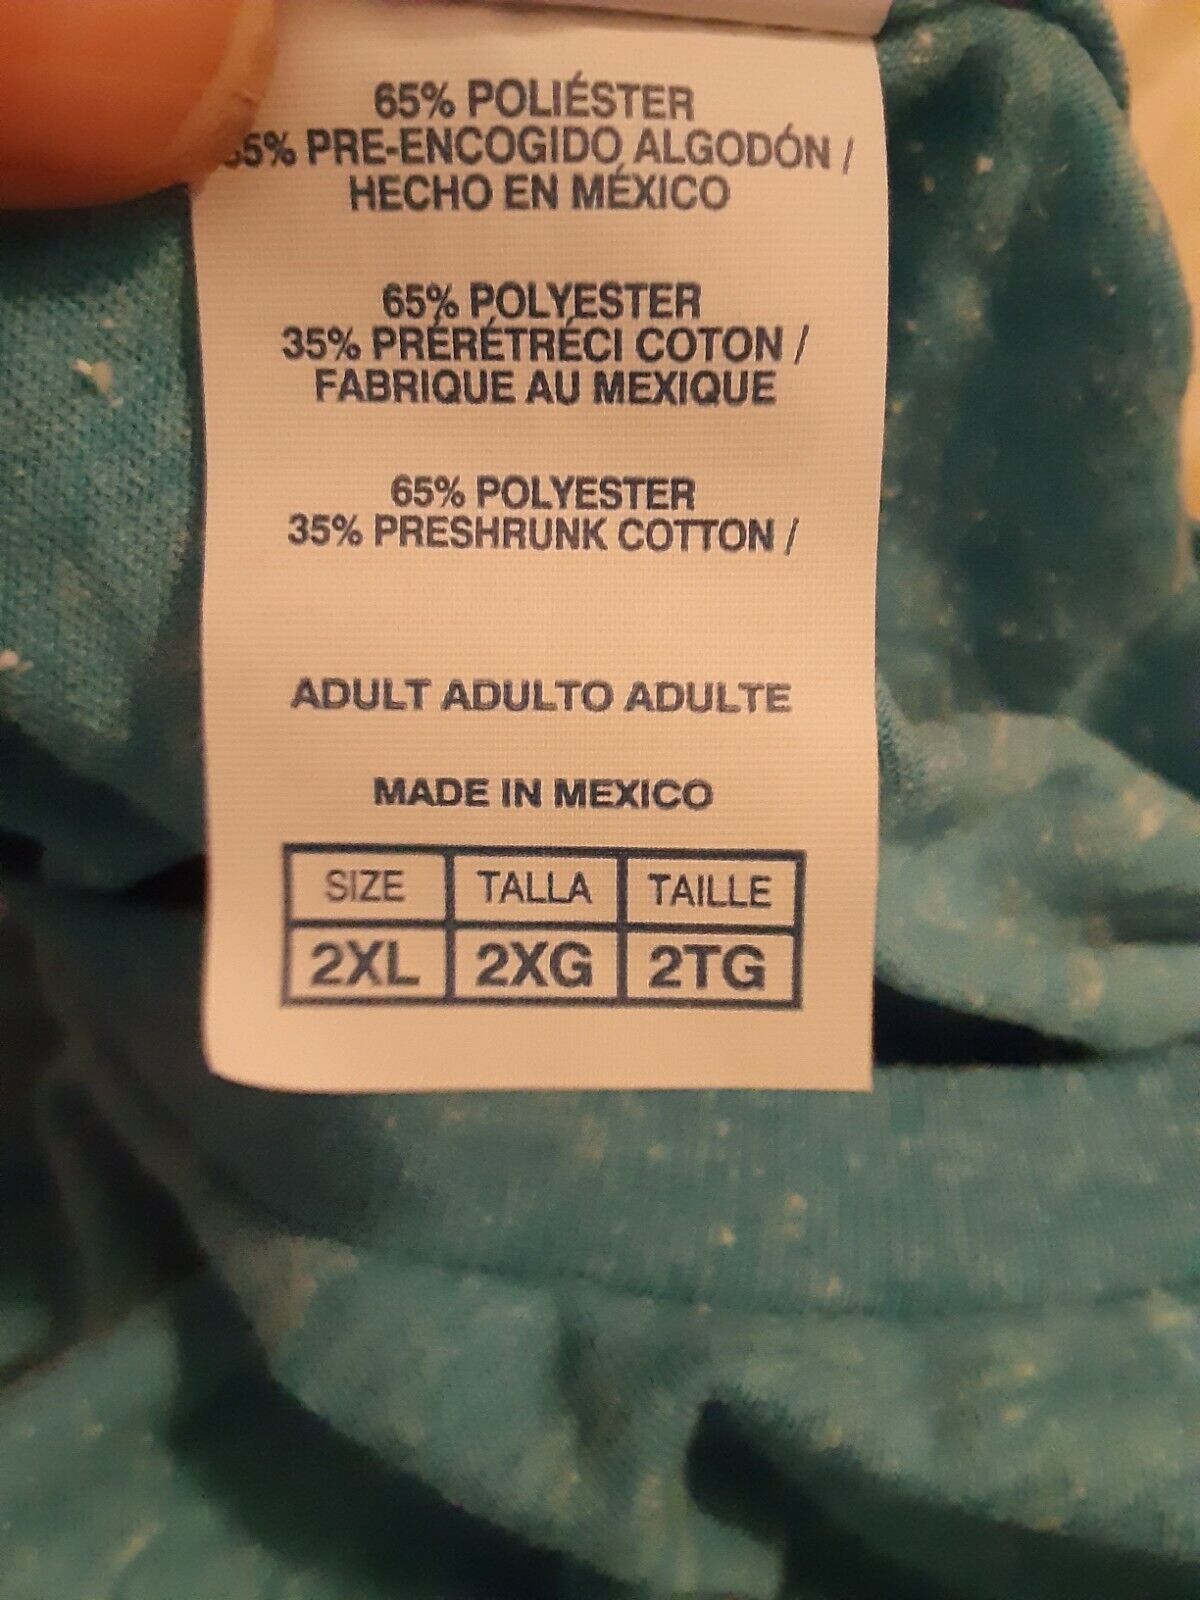 65% POLIÉSTER
35% PRE-ENCOGIDO ALGODÓN /
HECHO EN MÉXICO
65% POLYESTER
35% PRÉRÉTRÉCI COTON /
FABRIQUE AU MEXIQUE
65% POLYESTER
35% PRESHRUNK COTTON /
ADULT ADULTO ADULTE
MADE IN MEXICO
SIZE TALLA TAILLE
2XL 2XG 2TG